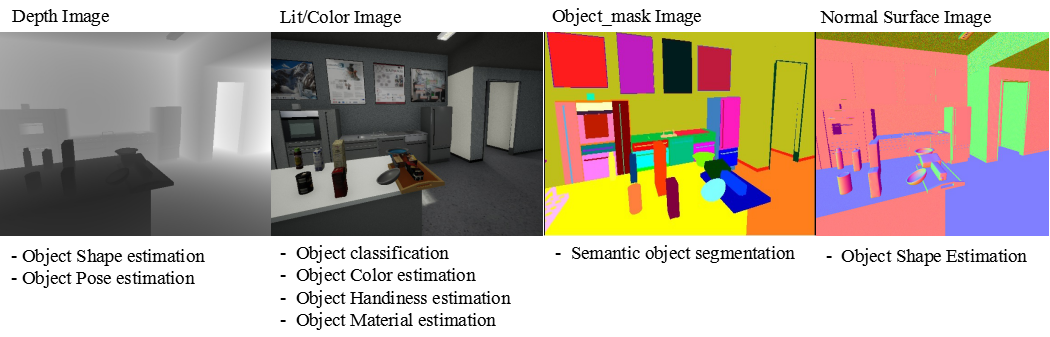 Depth Image
Lit/Color Image
Object_mask Image
Normal Surface Image
- Object Shape estimation
- Object Pose estimation
- Object classification
- Object Color estimation
- Object Handiness estimation
- Object Material estimation
- Semantic object segmentation
- Object Shape Estimation